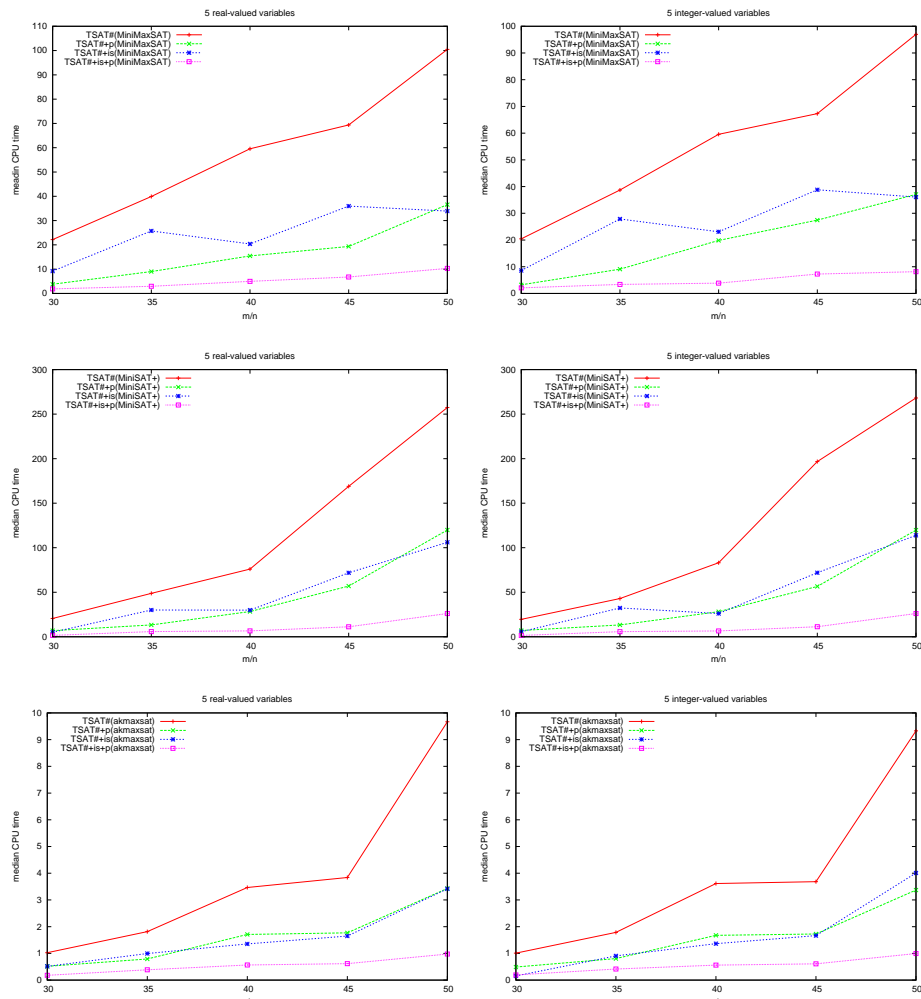 5 real-valued variables
TSAT#(MiniMaxSAT)
TSAT#+p(MiniMaxSAT)
TSAT#+is(MiniMaxSAT)
TSAT#+is+p(MiniMaxSAT)
meadin CPU time
110
100
90
80
70
60
50
40
30
20
10
0
30 35 40 45 50
m/n
5 integer-valued variables
TSAT#(MiniMaxSAT)
TSAT#+p(MiniMaxSAT)
TSAT#+is(MiniMaxSAT)
TSAT#+is+p(MiniMaxSAT)
median CPU time
100
90
80
70
60
50
40
30
20
10
0
30 35 40 45 50
m/n
5 real-valued variables
TSAT#(MiniSAT+)
TSAT#+p(MiniSAT+)
TSAT#+is(MiniSAT+)
TSAT#+is+p(MiniSAT+)
median CPU time
300
250
200
150
100
50
0
30 35 40 45 50
m/n
5 integer-valued variables
TSAT#(MiniSAT+)
TSAT#+p(MiniSAT+)
TSAT#+is(MiniSAT+)
TSAT#+is+p(MiniSAT+)
median CPU time
300
250
200
150
100
50
0
30 35 40 45 50
m/n
5 real-valued variables
TSAT#(akmaxsat)
TSAT#+p(akmaxsat)
TSAT#+is(akmaxsat)
TSAT#+is+p(akmaxsat)
median CPU time
10
9
8
7
6
5
4
3
2
1
0
30 35 40 45 50
5 integer-valued variables
TSAT#(akmaxsat)
TSAT#+p(akmaxsat)
TSAT#+is(akmaxsat)
TSAT#+is+p(akmaxsat)
median CPU time
10
9
8
7
6
5
4
3
2
1
0
30 35 40 45 50